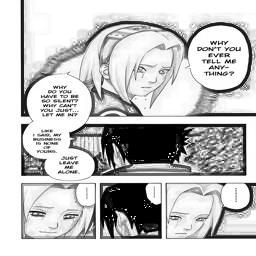 WHY
DON'T YOU
EVER
TELL ME
ANY-
THING?
WHY
DO YOU
HAVE TO BE
SO SILENT?
WHY CAN'T
YOU JUST...
LET ME IN?
LIKE
I SAID, MY
BUSINESS
IS NONE
OF
YOURS.
JUST
LEAVE
ME
ALONE.